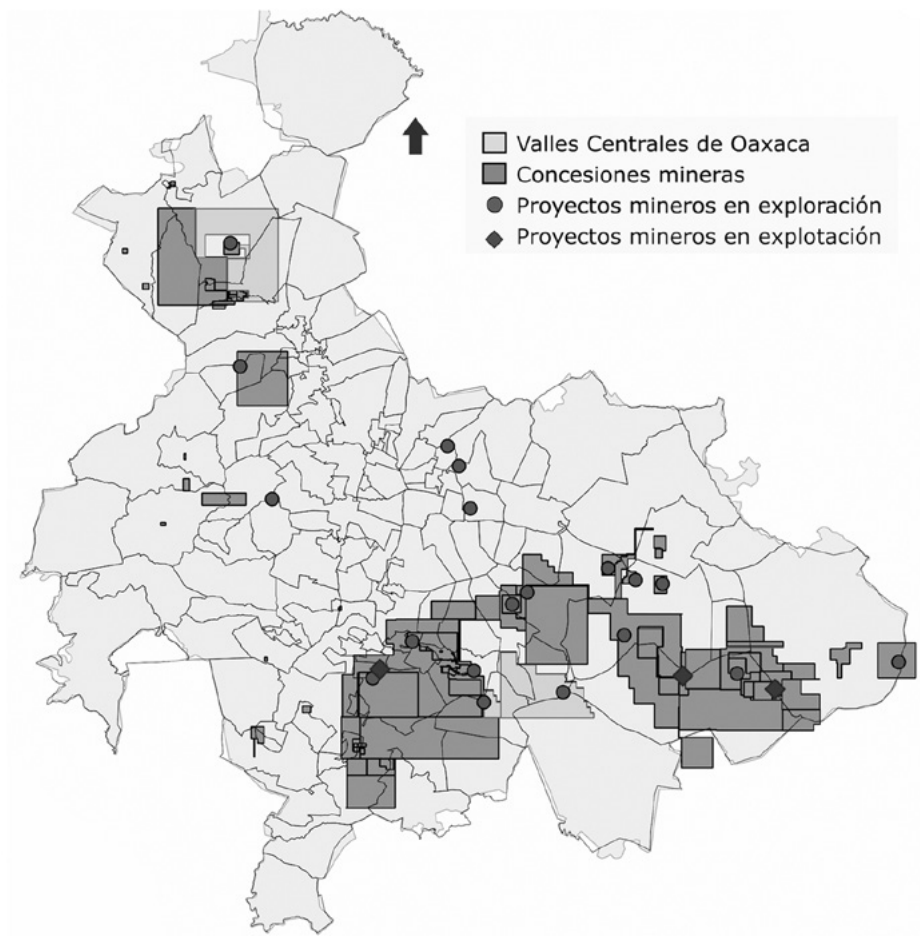 Valles Centrales de Oaxaca
Concesiones mineras
Proyectos mineros en exploración
Proyectos mineros en explotación